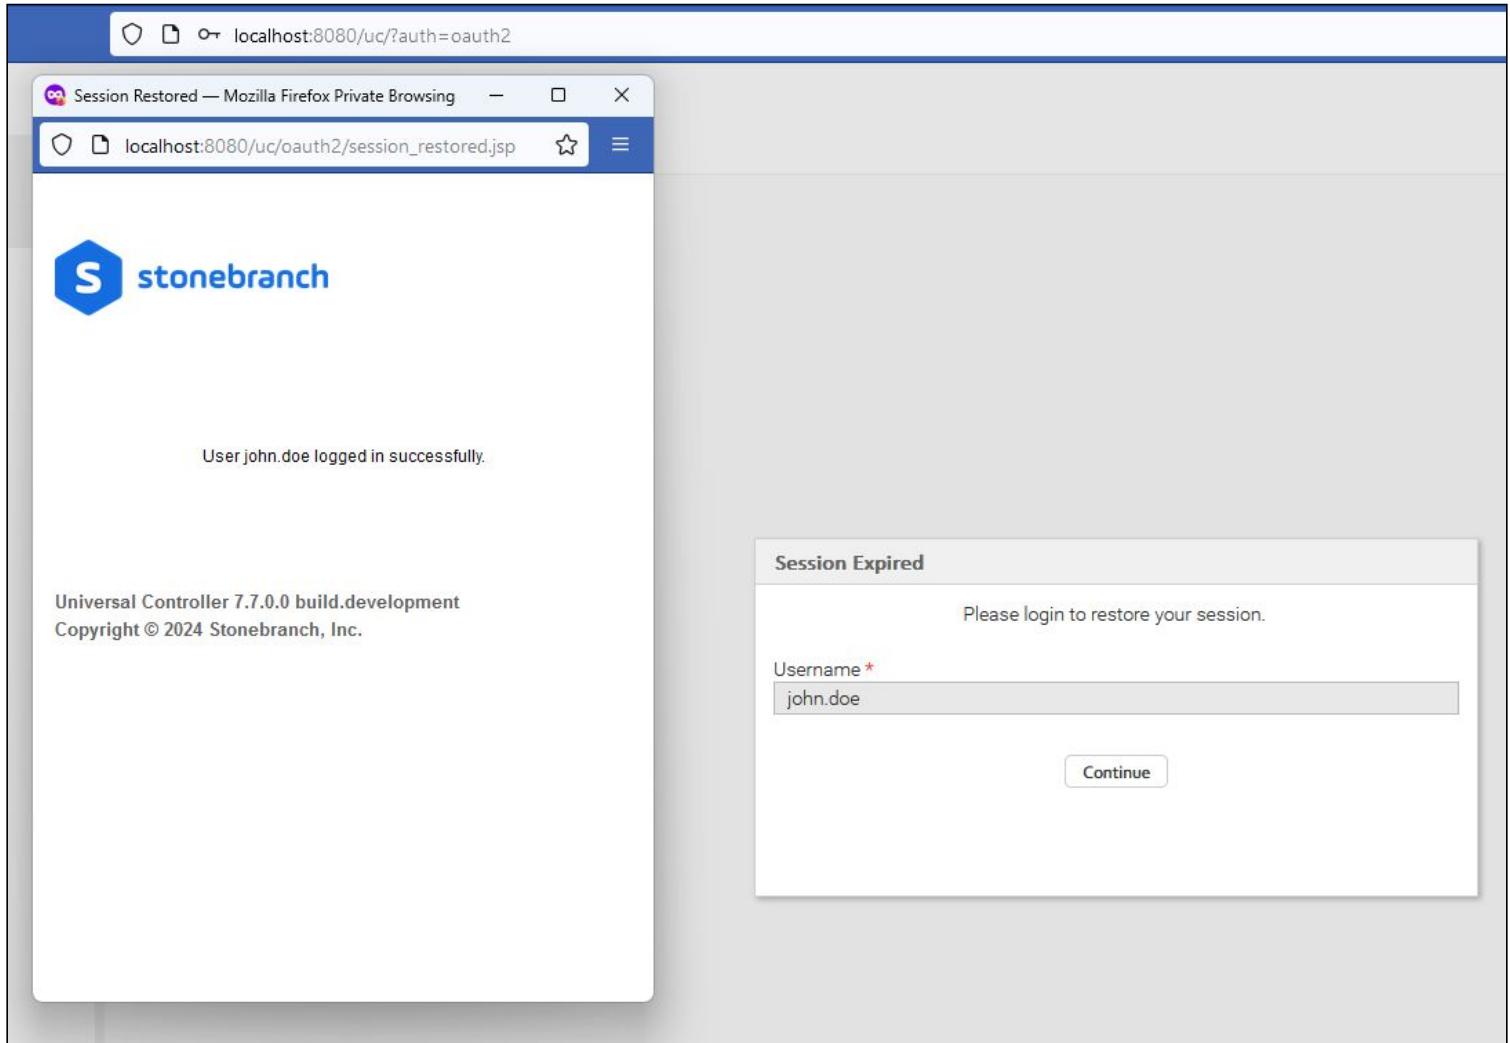 localhost:8080/uc/?auth=oauth2
Session Restored — Mozilla Firefox Private Browsing
localhost:8080/uc/oauth2/session_restored.jsp
S stonebranch
User john.doe logged in successfully.
Universal Controller 7.7.0.0 build.development
Copyright © 2024 Stonebranch, Inc.
Session Expired
Please login to restore your session.
Username *
john.doe
Continue